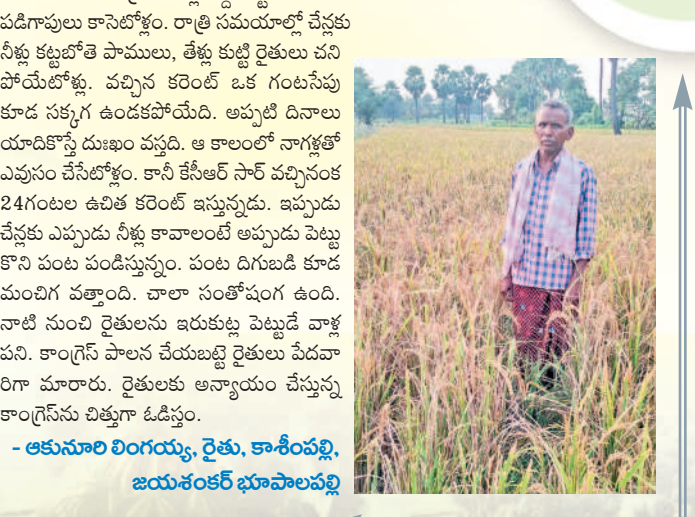 పడిగాపులు కాసెటోళ్లం. రాత్రి సమయాల్లో చేన్లకు
నీళ్లు కట్టబోతె పాములు, తేళ్లు కుట్టి రైతులు చని
పోయేటోళ్లు. వచ్చిన కరెంట్ ఒక గంటసేపు
కూడ సక్కగ ఉండకపోయేది. అప్పటి దినాలు
యాదికొస్తే దుఃఖం వస్తది. ఆ కాలంలో నాగళ్లతో
ఎవుసం చేసేటోళ్లం. కానీ కేసీఆర్ సార్ వచ్చినంక
24గంటల ఉచిత కరెంట్ ఇస్తున్నడు. ఇప్పుడు
చేన్లకు ఎప్పుడు నీళ్లు కావాలంటే అప్పుడు పెట్టు
కొని పంట పండిస్తున్నం. పంట దిగుబడి కూడ
మంచిగ వత్తాంది. చాలా సంతోషంగ ఉంది.
నాటి నుంచి రైతులను ఇరుకుట్ల పెట్టుడే వాళ్ల
పని. కాంగ్రెస్ పాలన చేయబట్టె రైతులు పేదవా
రిగా మారారు. రైతులకు అన్యాయం చేస్తున్న
కాంగ్రెస్‌ను చిత్తుగా ఓడిస్తం.
- ఆకునూరి లింగయ్య, రైతు, కాశీంపల్లి,
జయశంకర్ భూపాలపల్లి